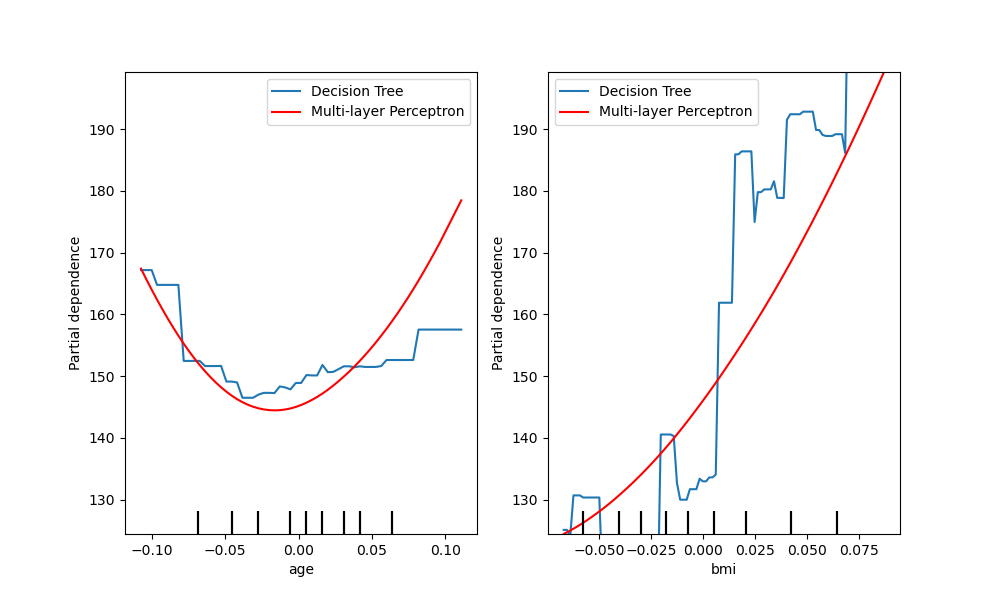 Decision Tree
Multi-layer Perceptron
190
180
170
160
150
140
130
Partial dependence
−0.10 −0.05 0.00 0.05 0.10
age
Decision Tree
Multi-layer Perceptron
190
180
170
160
150
140
130
Partial dependence
−0.050 −0.025 0.000 0.025 0.050 0.075
bmi